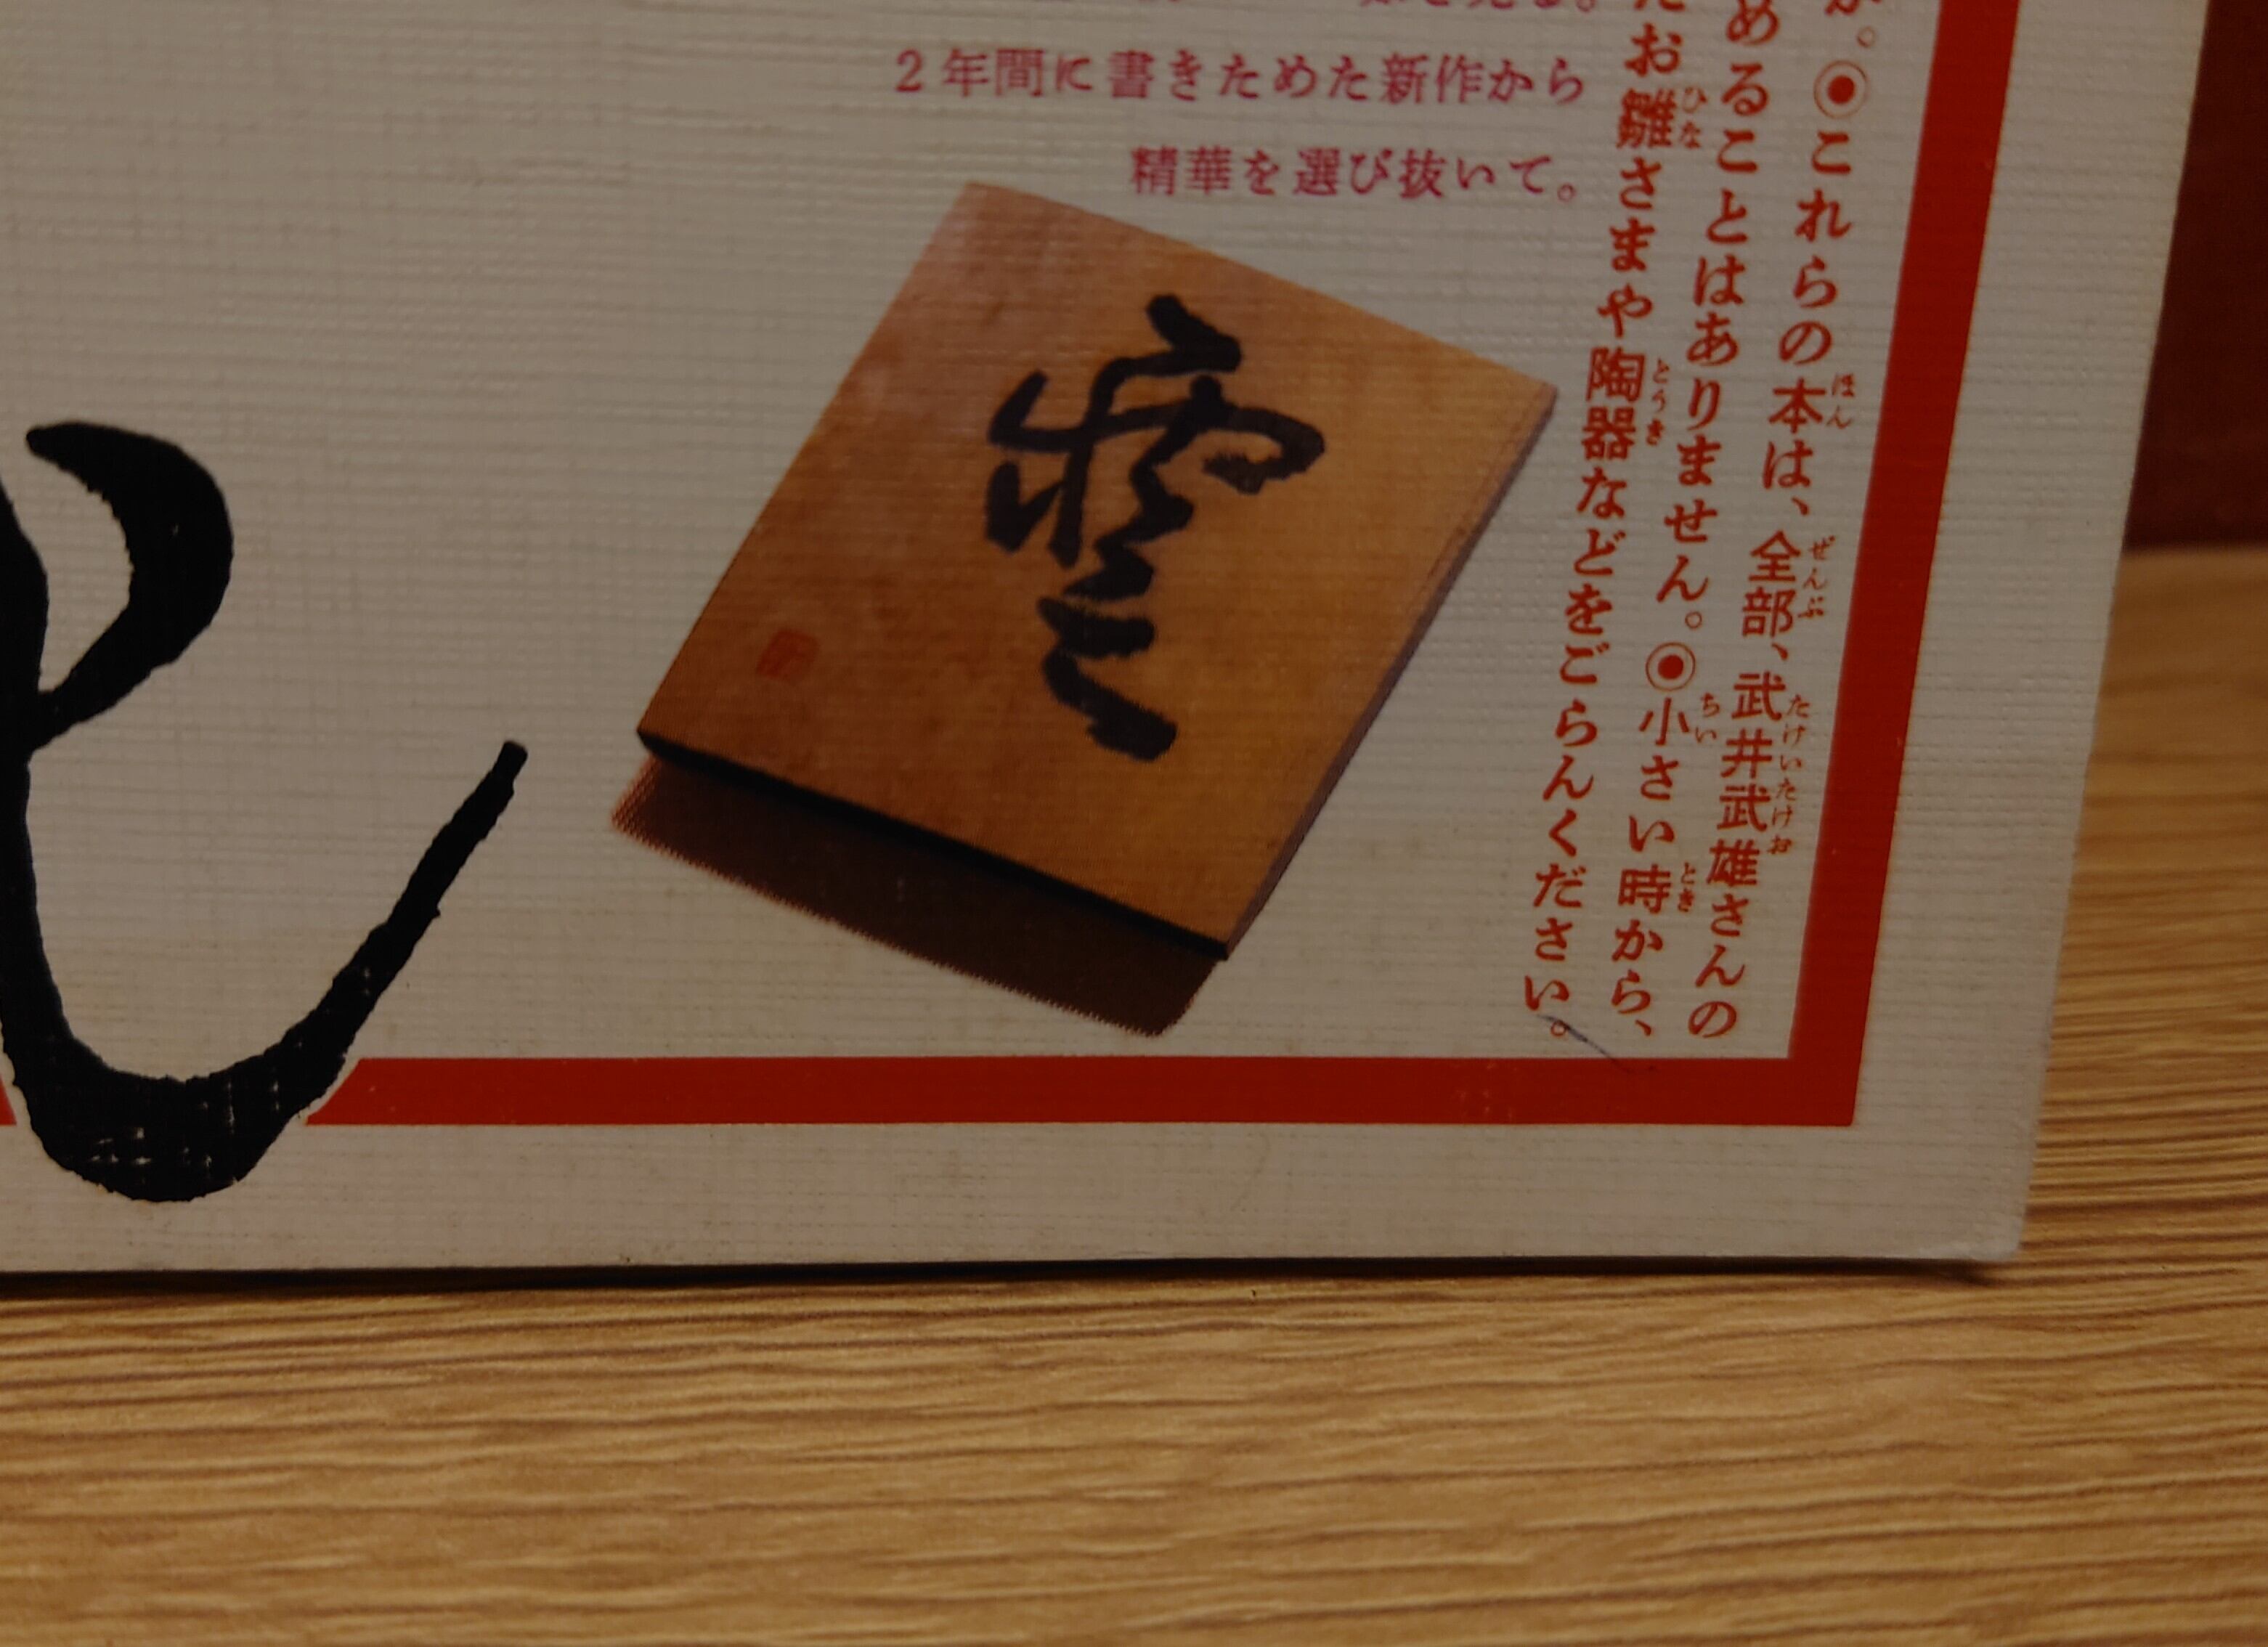 2年間に書きためた新作から
精華を選び抜いて。
雲
か。◉これらの本は、全部、武井武雄さんの
めることはありません。◉小さい時から、
お雛さまや陶器などをごらんください。